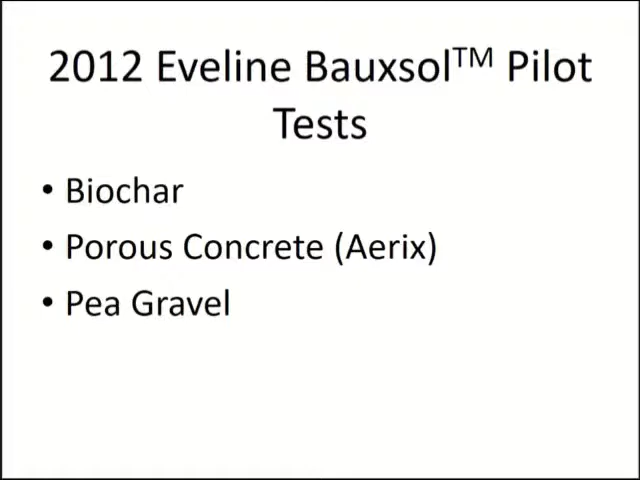 2012 Eveline Bauxsol™ Pilot
Tests
• Biochar
• Porous Concrete (Aerix)
• Pea Gravel